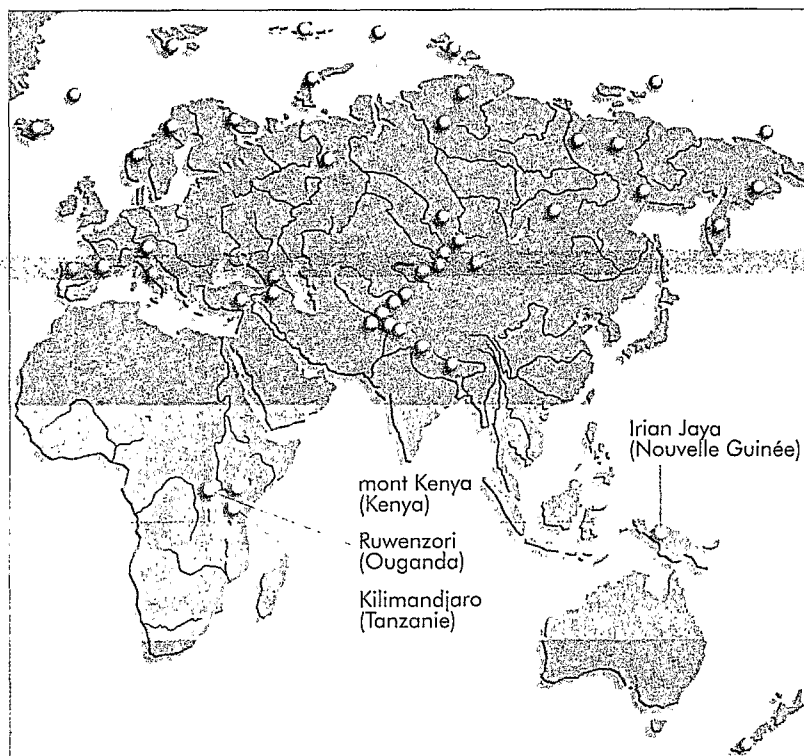 Irian Jaya
(Nouvelle Guinée)
mont Kenya
(Kenya)
Ruwenzori
(Ouganda)
Kilimandjaro
(Tanzanie)